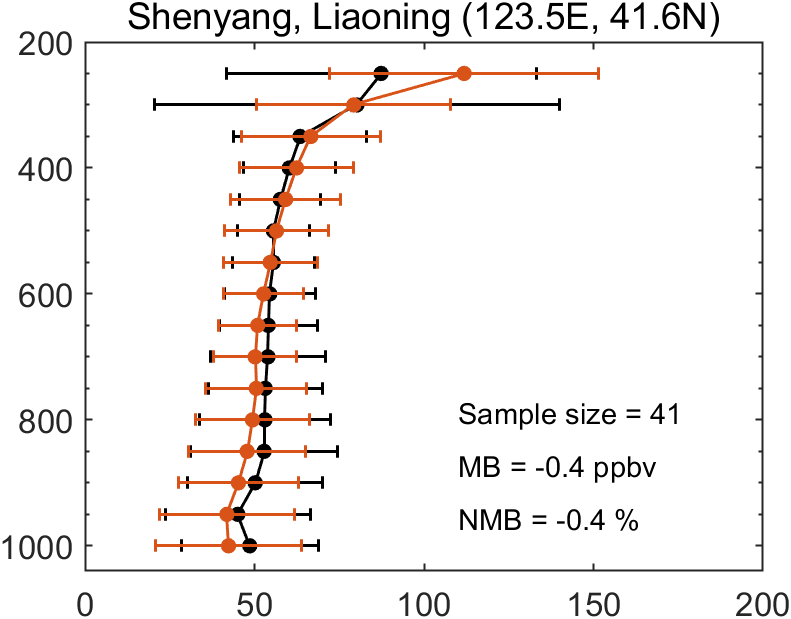 Shenyang, Liaoning (123.5E, 41.6N)
200
400
600
800
1000
Sample size = 41
MB = -0.4 ppbv
NMB = -0.4 %
0 50 100 150 200